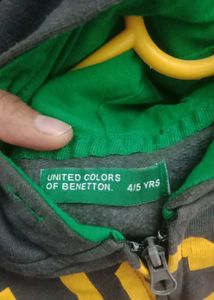 UNITED COLORS
OF BENETTON. 4/5 YRS